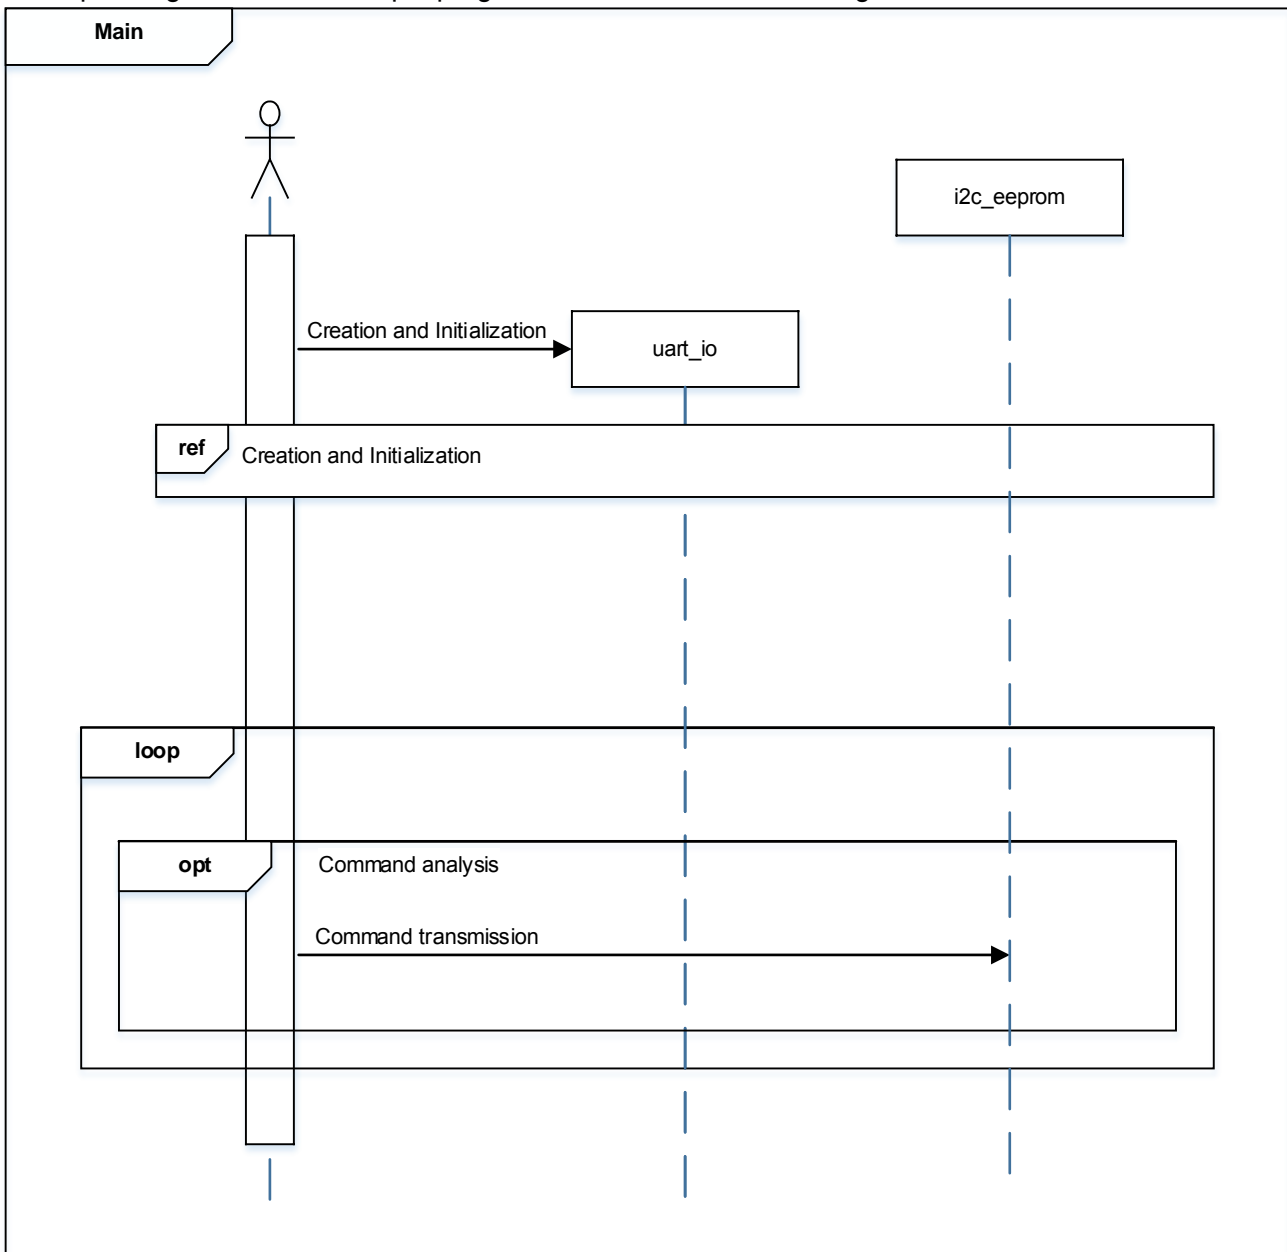 Main
i2c_eeprom
Creation and Initialization
uart_io
ref
Creation and Initialization
loop
opt
Command analysis
Command transmission